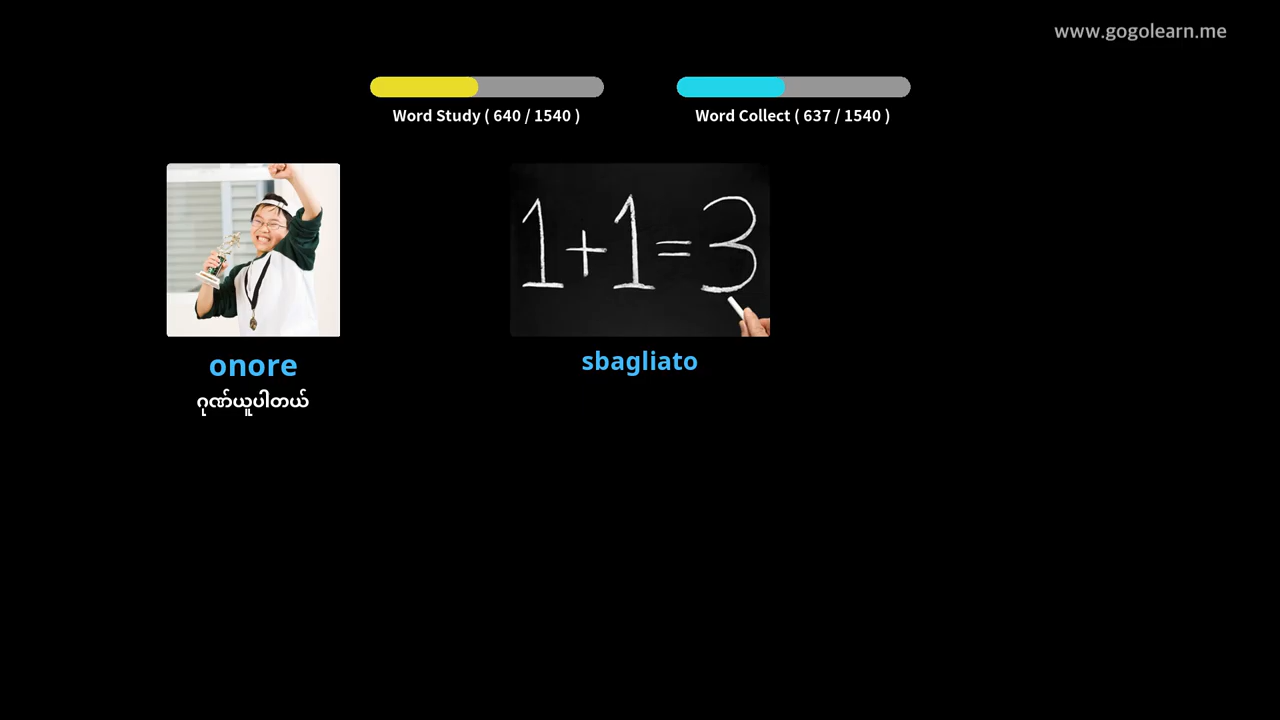 www.gogolearn.me
Word Study ( 640 / 1540 )
Word Collect ( 637 / 1540 )
1+1=3
onore
ဂုဏ်ယူပါတယ်
sbagliato